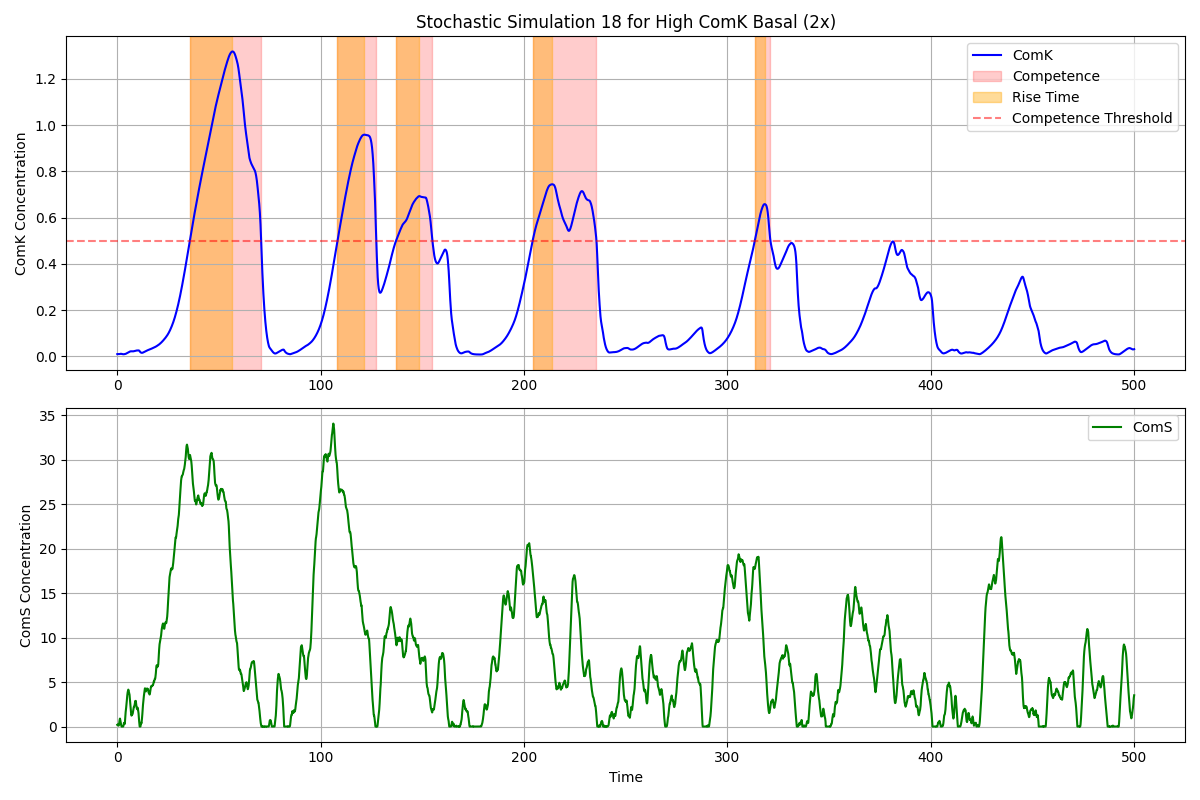 Stochastic Simulation 18 for High ComK Basal (2x)
ComK Concentration
1.2
1.0
0.8
0.6
0.4
0.2
0.0
ComK
Competence
Rise Time
Competence Threshold
0 100 200 300 400 500
ComS Concentration
35
30
25
20
15
10
5
0
ComS
0 100 200 300 400 500
Time